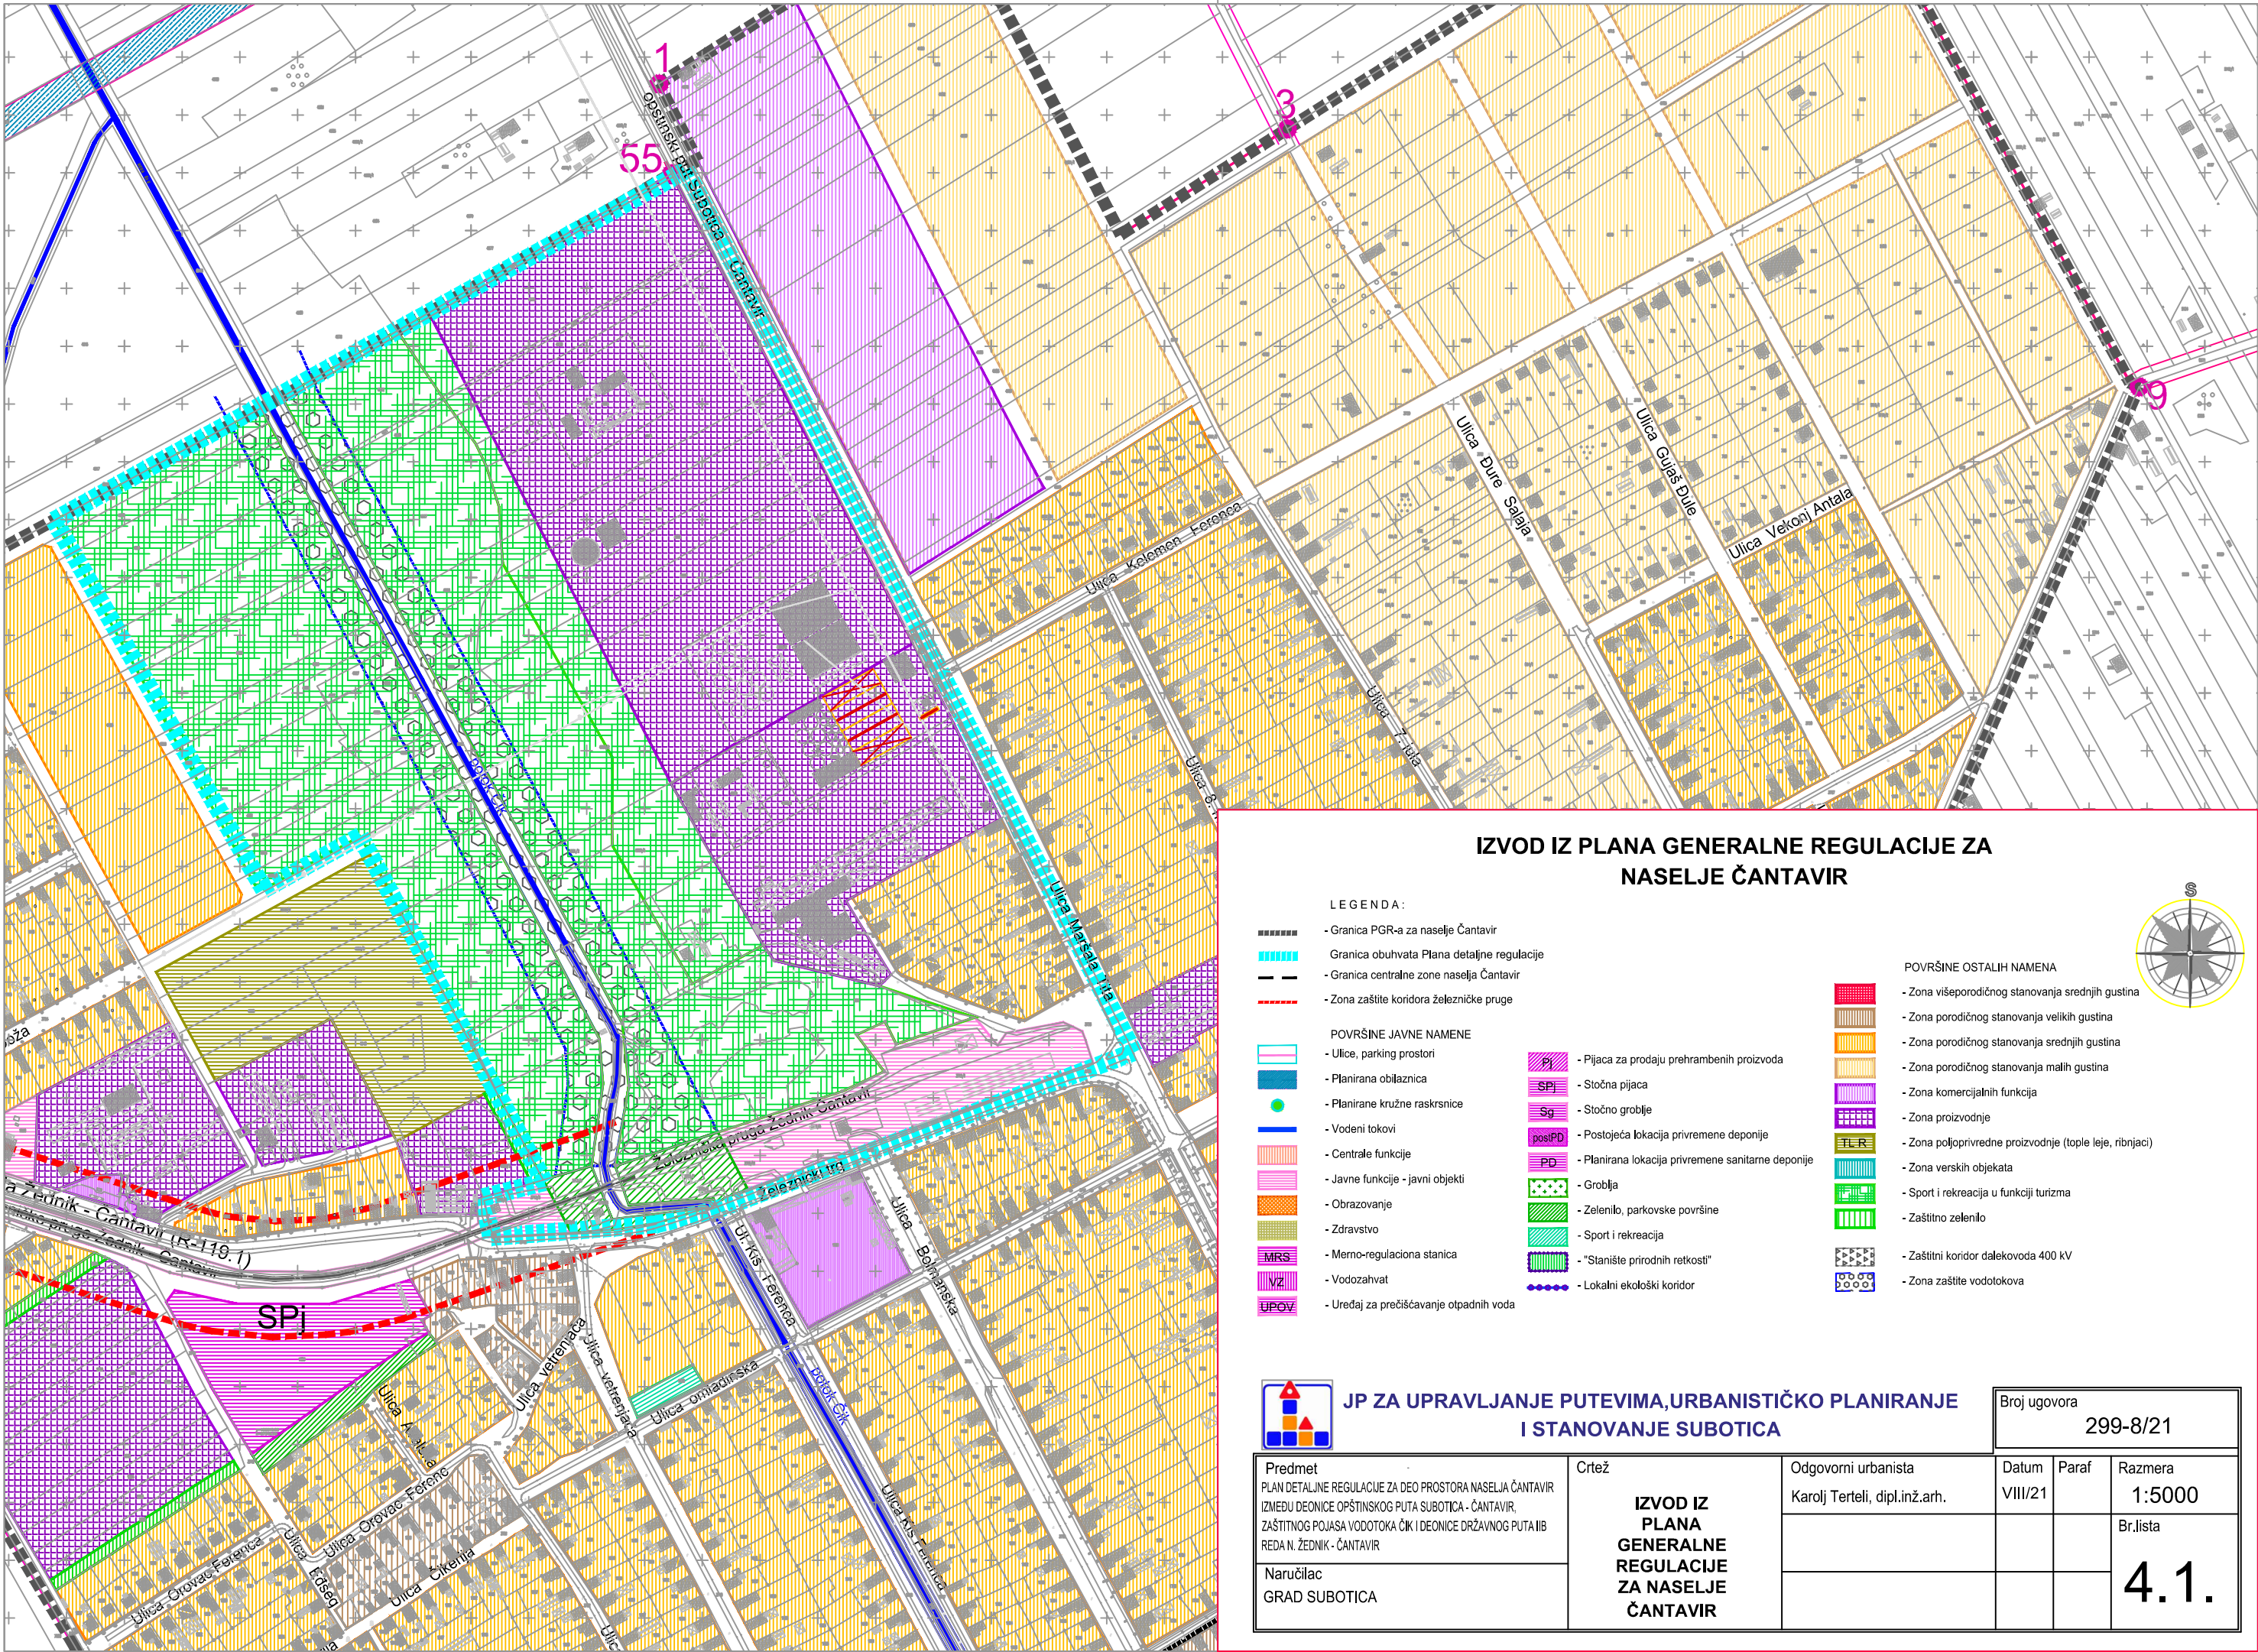 1
3
55
9
opštinski put Subotica Čantavir
Ulica Đure Salaja
Ulica Gujaš Đule
Ulica Vekonj Antala
Ulica Kelemen Ferenca
Ulica 7. jula
Ulica 8.
potok Čik
Ulica Maršala Tita
Železnička pruga Žednik Čantavir
Železnički trg
Žednik - Čantavir (R-119.1)
pruga Žednik Čantavir
SPj
Ul. Kiš Ferenca
Ulica Bolmanska
Ulica vetrenjača
Ulica vetrenjača
Ulica omladinska
potok Čik
Ulica Kiš Ferenca
Ulica Orovac Ferenc
Ulica Orovac Ferenca
Ulica Čikerija
IZVOD IZ PLANA GENERALNE REGULACIJE ZA
NASELJE ČANTAVIR
S
LEGENDA:
- Granica PGR-a za naselje Čantavir
Granica obuhvata Plana detaljne regulacije
- Granica centralne zone naselja Čantavir
- Zona zaštite koridora železničke pruge
POVRŠINE JAVNE NAMENE
- Ulice, parking prostori
- Planirana obilaznica
- Planirane kružne raskrsnice
- Vodeni tokovi
- Centrale funkcije
- Javne funkcije - javni objekti
- Obrazovanje
- Zdravstvo
MRS - Merno-regulaciona stanica
VZ - Vodozahvat
UPOV - Uređaj za prečišćavanje otpadnih voda
Pj - Pijaca za prodaju prehrambenih proizvoda
SPj - Stočna pijaca
Sg - Stočno groblje
postPD - Postojeća lokacija privremene deponije
PD - Planirana lokacija privremene sanitarne deponije
- Groblja
- Zelenilo, parkovske površine
- Sport i rekreacija
- "Stanište prirodnih retkosti"
- Lokalni ekološki koridor
POVRŠINE OSTALIH NAMENA
- Zona višeporodičnog stanovanja srednjih gustina
- Zona porodičnog stanovanja velikih gustina
- Zona porodičnog stanovanja srednjih gustina
- Zona porodičnog stanovanja malih gustina
- Zona komercijalnih funkcija
- Zona proizvodnje
TL R - Zona poljoprivredne proizvodnje (tople leje, ribnjaci)
- Zona verskih objekata
- Sport i rekreacija u funkciji turizma
- Zaštitno zelenilo
- Zaštitni koridor dalekovoda 400 kV
- Zona zaštite vodotokova
JP ZA UPRAVLJANJE PUTEVIMA,URBANISTIČKO PLANIRANJE
I STANOVANJE SUBOTICA
Broj ugovora
299-8/21
Predmet
PLAN DETALJNE REGULACIJE ZA DEO PROSTORA NASELJA ČANTAVIR
IZMEĐU DEONICE OPŠTINSKOG PUTA SUBOTICA - ČANTAVIR,
ZAŠTITNOG POJASA VODOTOKA ČIK I DEONICE DRŽAVNOG PUTA IIB
REDA N. ŽEDNIK - ČANTAVIR
Naručilac
GRAD SUBOTICA
Crtež
IZVOD IZ
PLANA
GENERALNE
REGULACIJE
ZA NASELJE
ČANTAVIR
Odgovorni urbanista
Karolj Terteli, dipl.inž.arh.
Datum
VIII/21
Paraf
Razmera
1:5000
Br.lista
4.1.